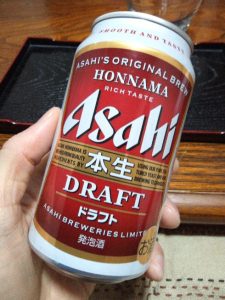 SMOOTH AND TASTY
ASAHI'S ORIGINAL BREW
HONNAMA
RICH TASTE
Asahi
本生
DRAFT
ドラフト
ASAHI BREWERIES LIMITED
発泡酒
お